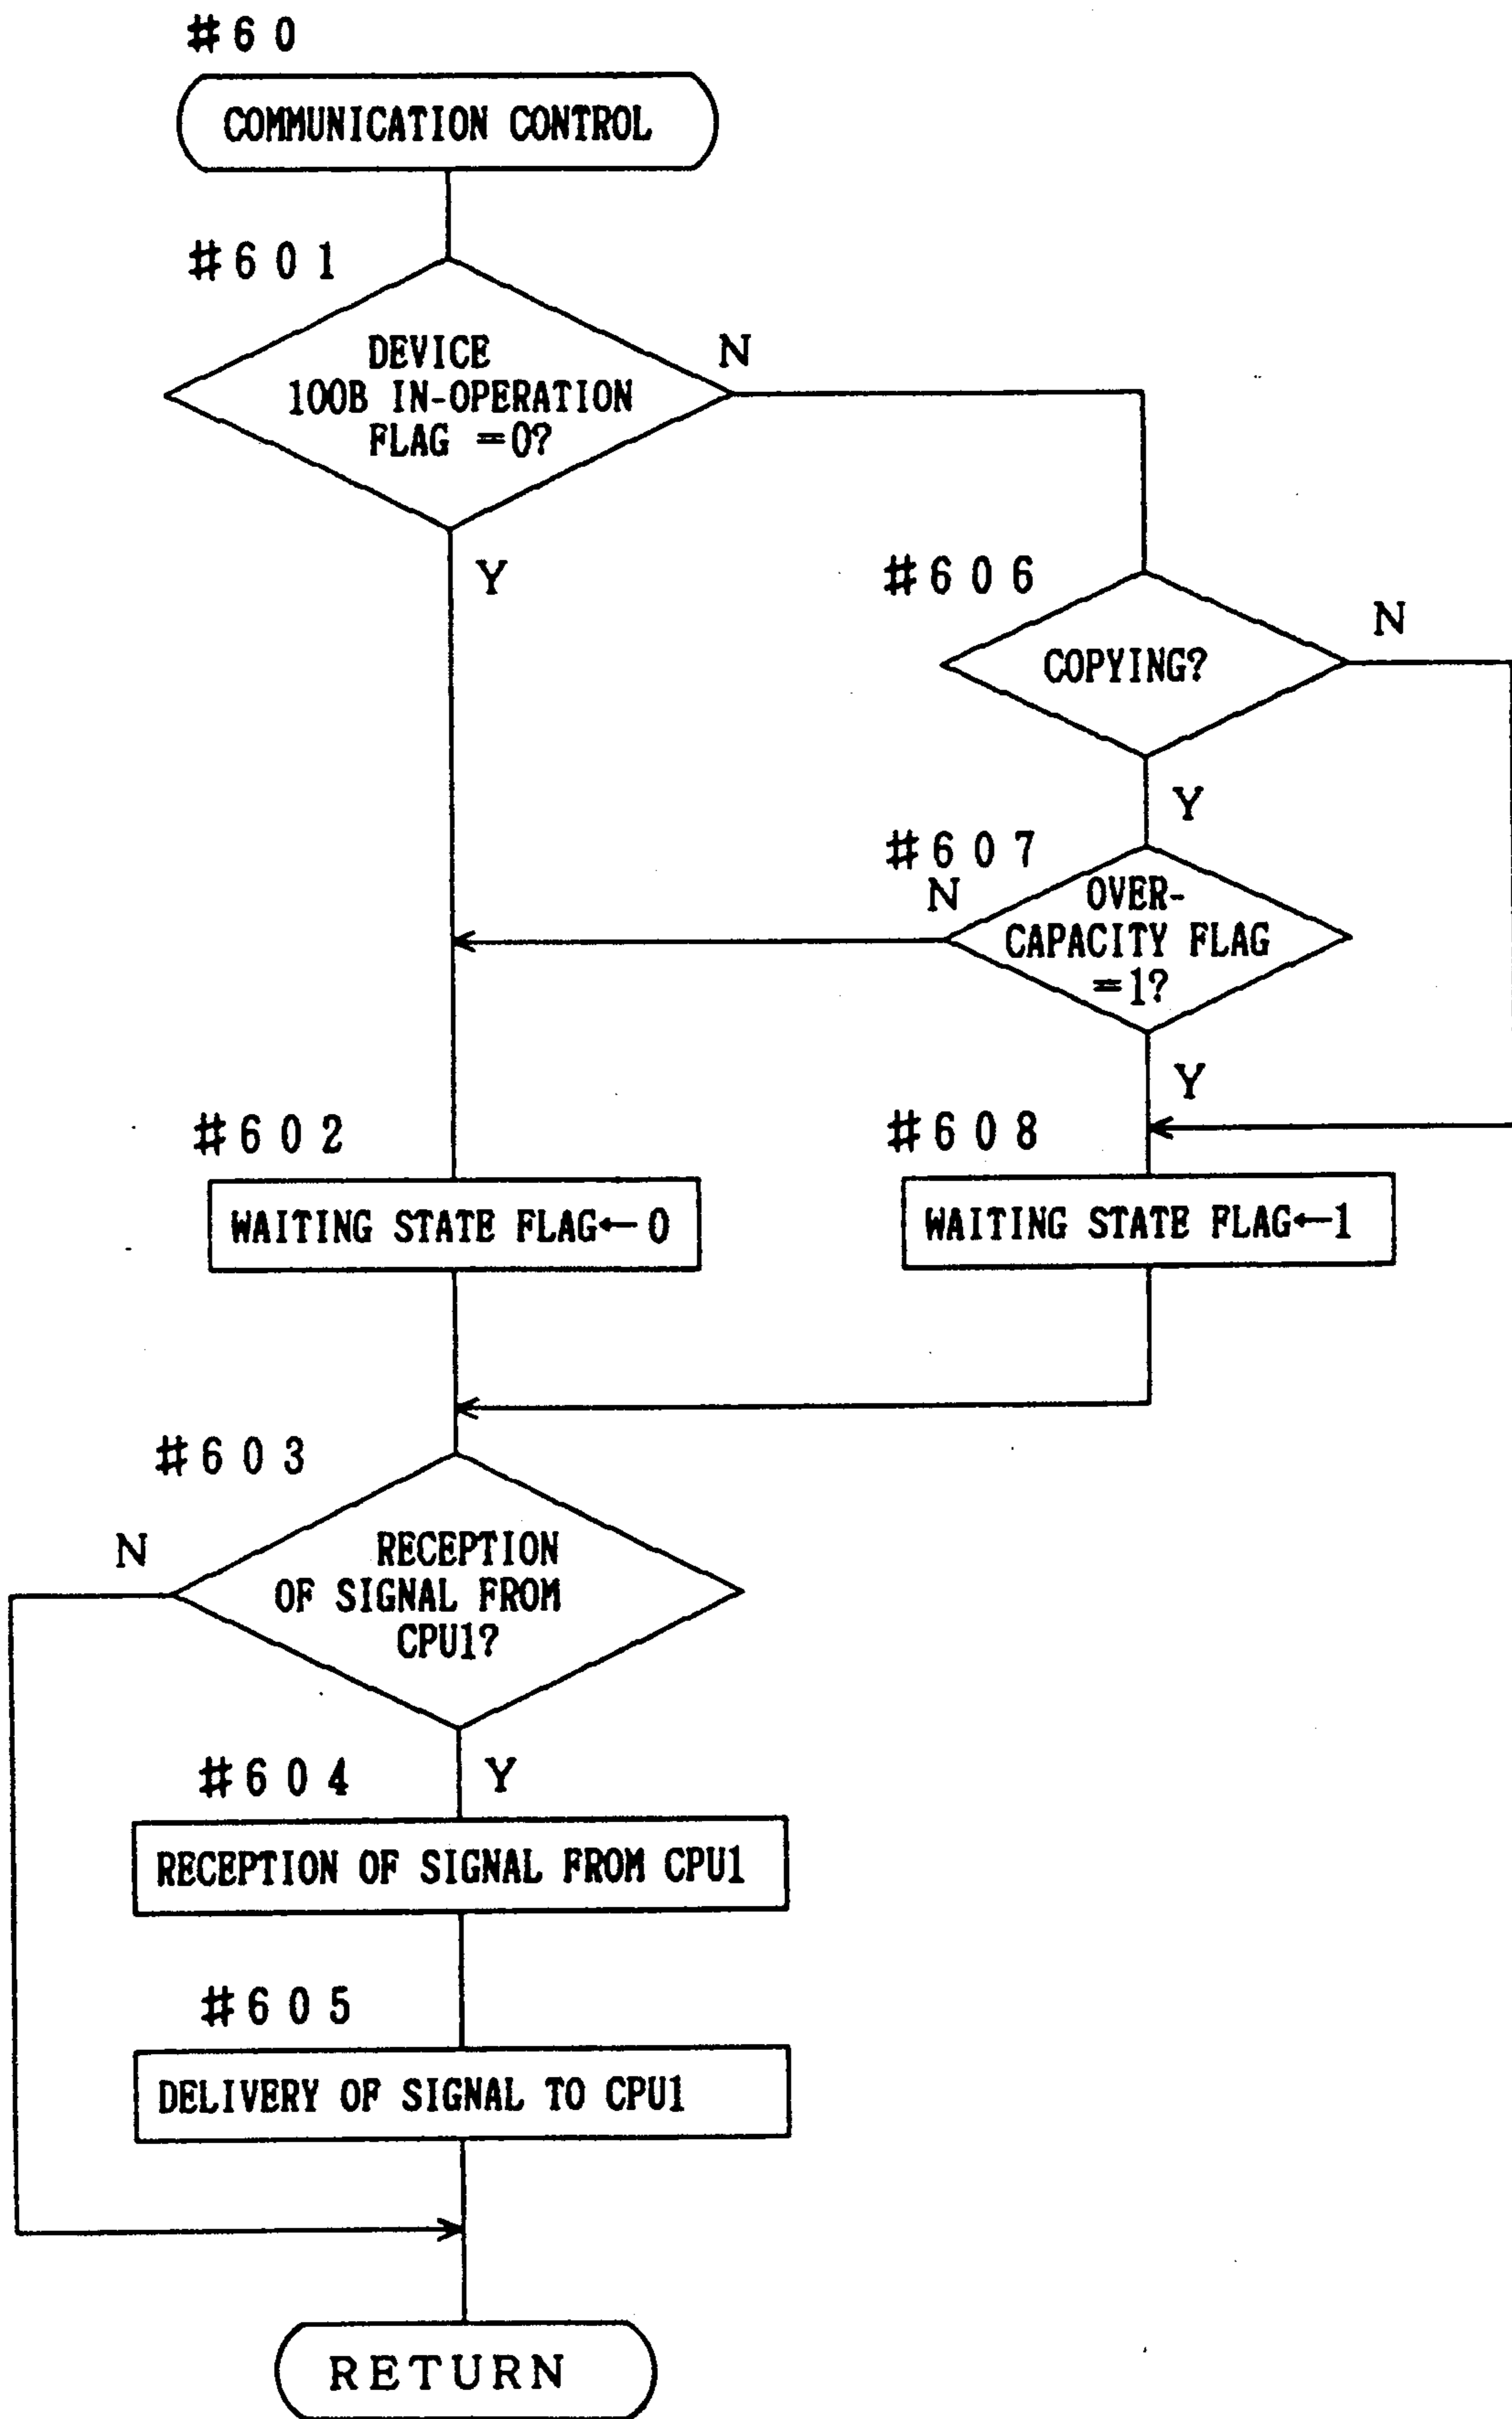 #60
COMMUNICATION CONTROL
#601
DEVICE
100B IN-OPERATION
FLAG =0?
N
Y
#606
COPYING?
N
Y
#607
N
OVER-
CAPACITY FLAG
=1?
Y
#602
WAITING STATE FLAG←0
#608
WAITING STATE FLAG←1
#603
N
RECEPTION
OF SIGNAL FROM
CPU1?
#604
Y
RECEPTION OF SIGNAL FROM CPU1
#605
DELIVERY OF SIGNAL TO CPU1
RETURN